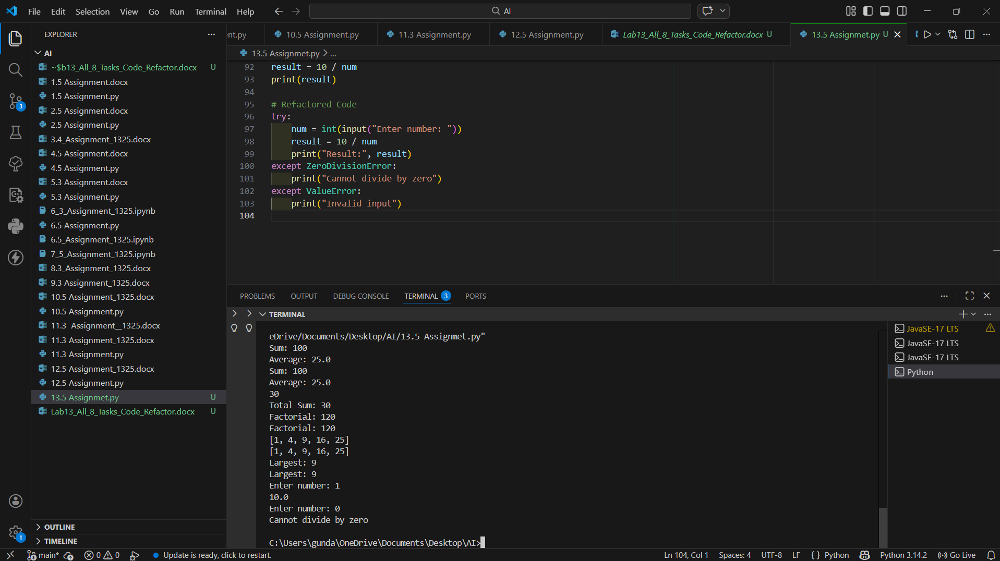 File Edit Selection View Go Run Terminal Help
AI
EXPLORER
AI
~$b13_All_8_Tasks_Code_Refactor.docx U
1.5 Assignment.docx
1.5 Assignment.py
2.5 Assignment.docx
2.5 Assignment.py
3.4_Assignment_1325.docx
4.5 Assignment.docx
4.5 Assignment.py
5.3 Assignment.docx
5.3 Assignment.py
6_3_Assignment_1325.ipynb
6.5 Assignment.py
6.5_Assignment_1325.ipynb
7_5_Assignment_1325.ipynb
8.3_Assignment_1325.docx
9.3 Assignment_1325.docx
10.5 Assignment_1325.docx
10.5 Assignment.py
11.3  Assignment__1325.docx
11.3 Assignment_1325.docx
11.3 Assignment.py
12.5 Assignment_1325.docx
12.5 Assignment.py
13.5 Assignmet.py U
Lab13_All_8_Tasks_Code_Refactor.docx U
OUTLINE
TIMELINE
3
1
nt.py 10.5 Assignment.py 11.3 Assignment.py 12.5 Assignment.py Lab13_All_8_Tasks_Code_Refactor.docx U 13.5 Assignmet.py U
13.5 Assignmet.py > ...
92 result = 10 / num
93 print(result)
94
95 # Refactored Code
96 try:
97     num = int(input("Enter number: "))
98     result = 10 / num
99     print("Result:", result)
100 except ZeroDivisionError:
101     print("Cannot divide by zero")
102 except ValueError:
103     print("Invalid input")
104
PROBLEMS OUTPUT DEBUG CONSOLE TERMINAL 3 PORTS
TERMINAL
eDrive/Documents/Desktop/AI/13.5 Assignmet.py"
Sum: 100
Average: 25.0
Sum: 100
Average: 25.0
30
Total Sum: 30
Factorial: 120
Factorial: 120
[1, 4, 9, 16, 25]
[1, 4, 9, 16, 25]
Largest: 9
Largest: 9
Enter number: 1
10.0
Enter number: 0
Cannot divide by zero
C:\Users\gunda\OneDrive\Documents\Desktop\AI>
JavaSE-17 LTS
JavaSE-17 LTS
JavaSE-17 LTS
Python
main* 0 0 Update is ready, click to restart. Ln 104, Col 1 Spaces: 4 UTF-8 LF {} Python Python 3.14.2 Go Live